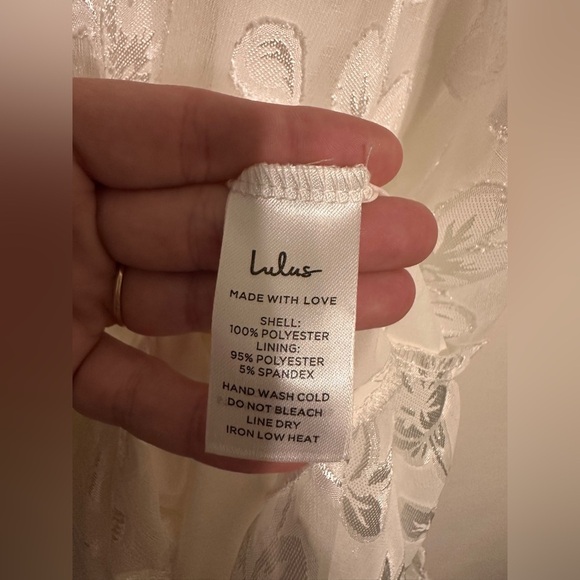 Lulus
MADE WITH LOVE
SHELL:
100% POLYESTER
LINING:
95% POLYESTER
5% SPANDEX
HAND WASH COLD
DO NOT BLEACH
LINE DRY
IRON LOW HEAT